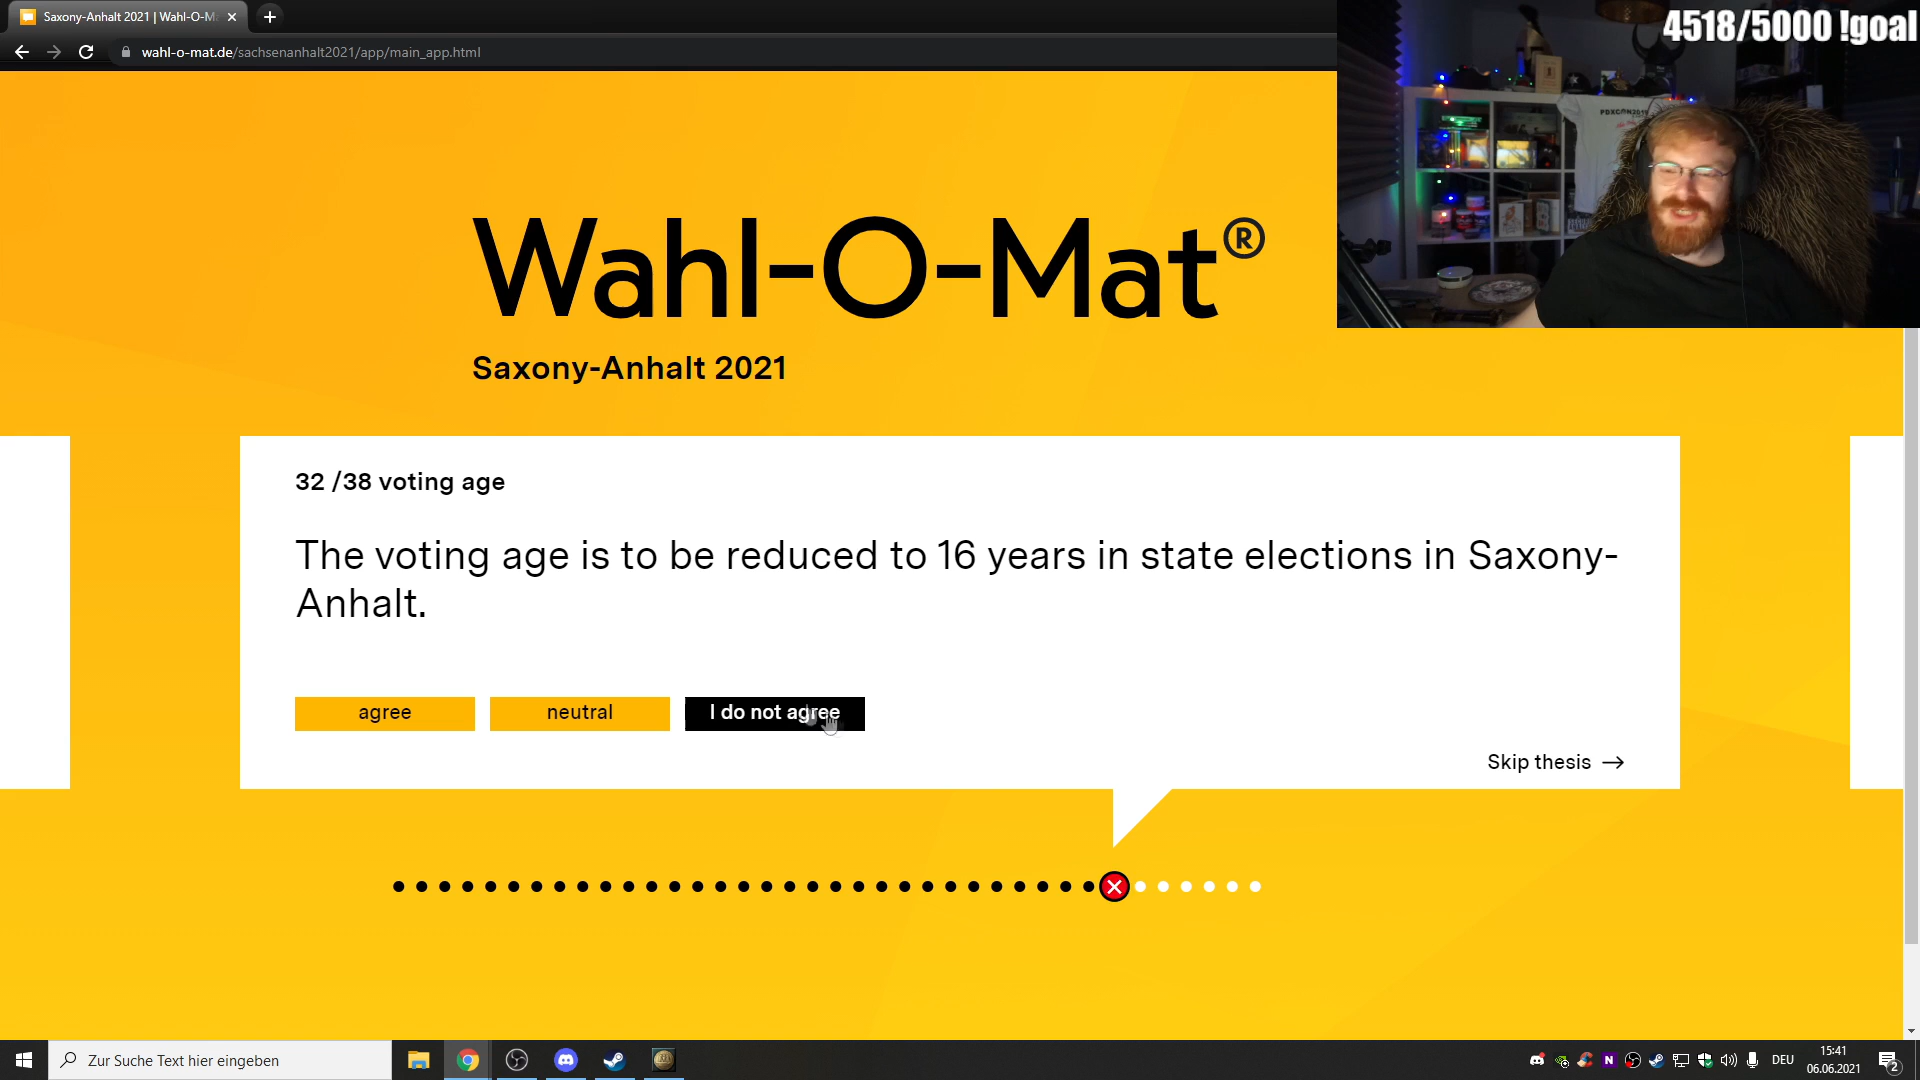 Saxony-Anhalt 2021 | Wahl-O-M
wahl-o-mat.de/sachsenanhalt2021/app/main_app.html
4518/5000 !goal
PDXCON2019
Wahl-O-Mat®
Saxony-Anhalt 2021
32 /38 voting age
The voting age is to be reduced to 16 years in state elections in Saxony-
Anhalt.
agree
neutral
I do not agree
Skip thesis →
Zur Suche Text hier eingeben
DEU
15:41
06.06.2021
2